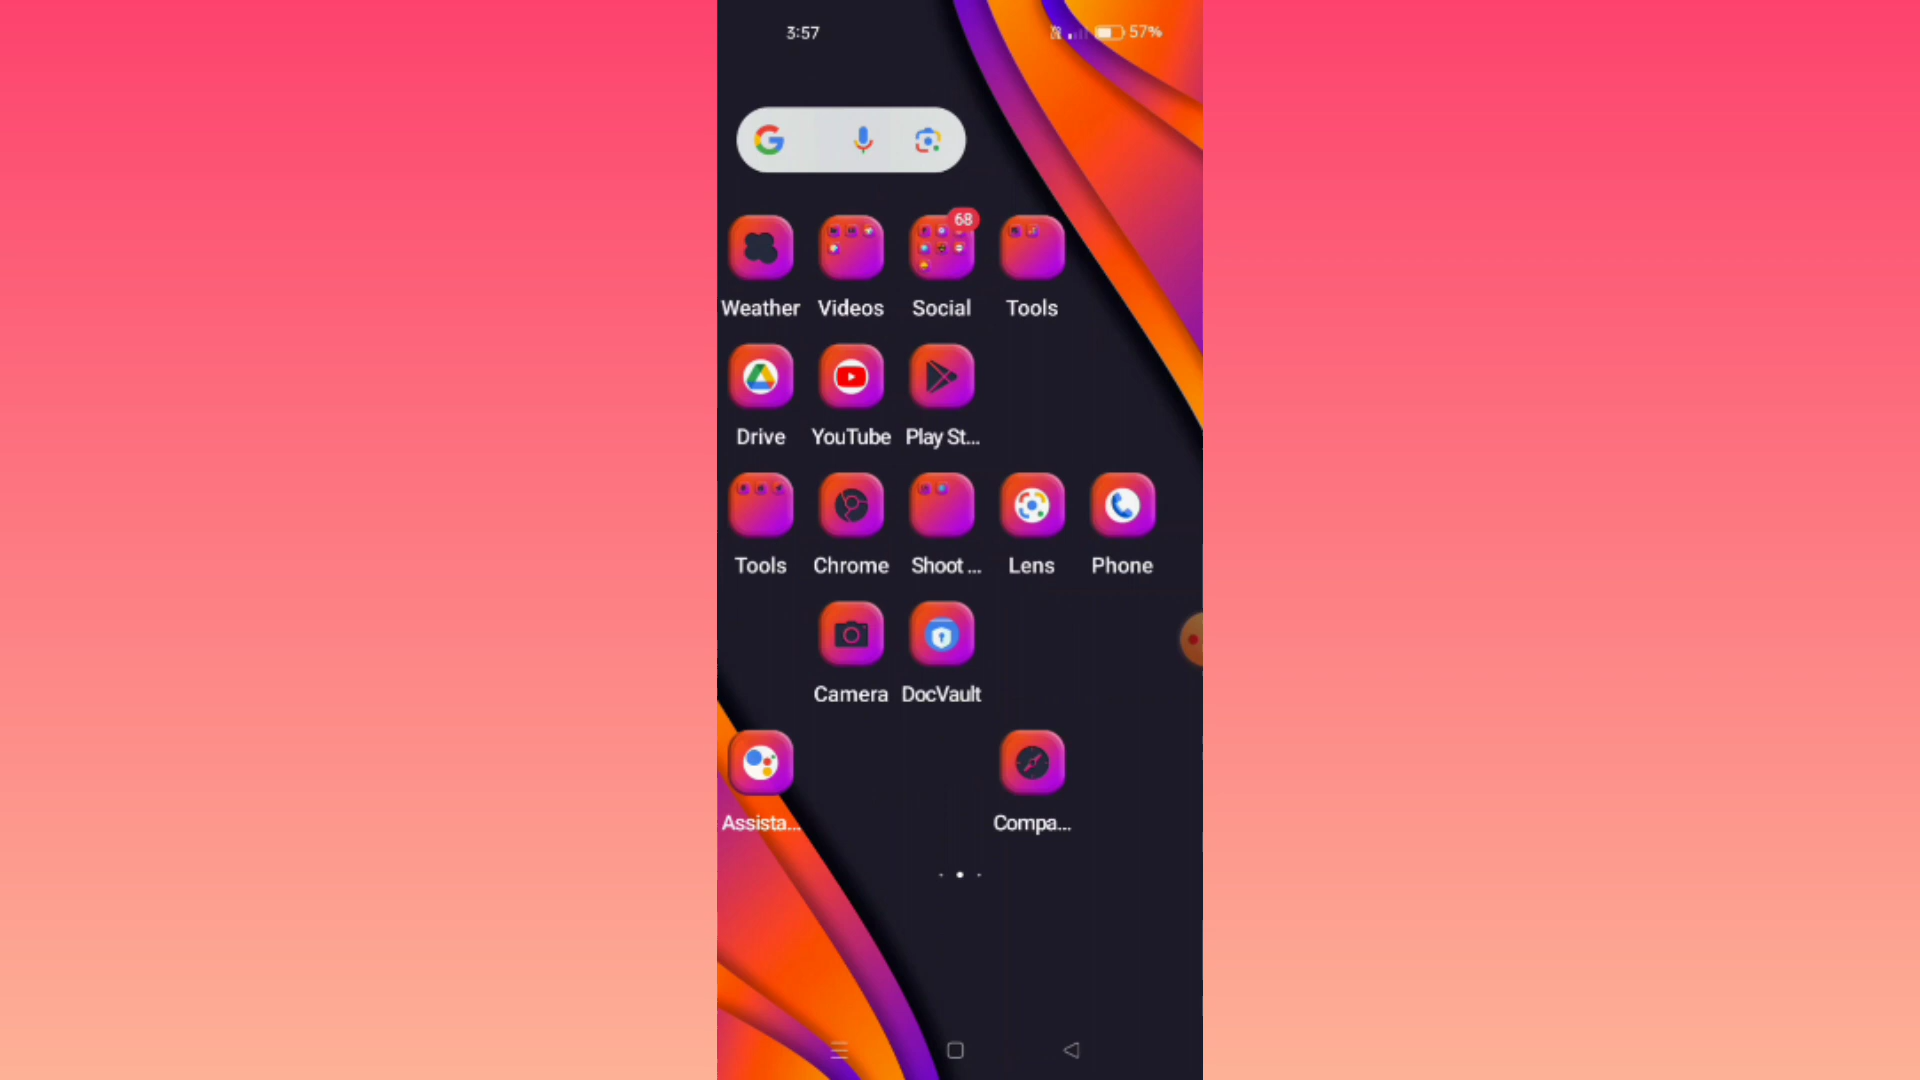 3:57 57%
68
Weather Videos Social Tools
Drive YouTube Play St...
Tools Chrome Shoot ... Lens Phone
Camera DocVault
Assista... Compa...